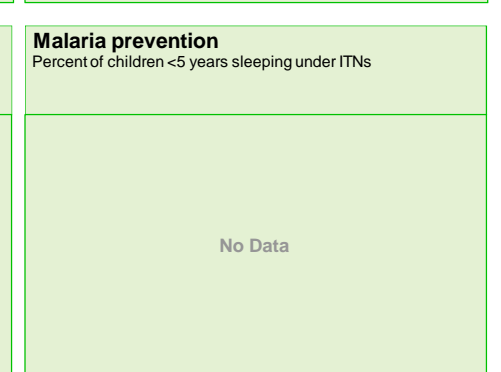 Malaria prevention
Percent of children <5 years sleeping under ITNs
No Data